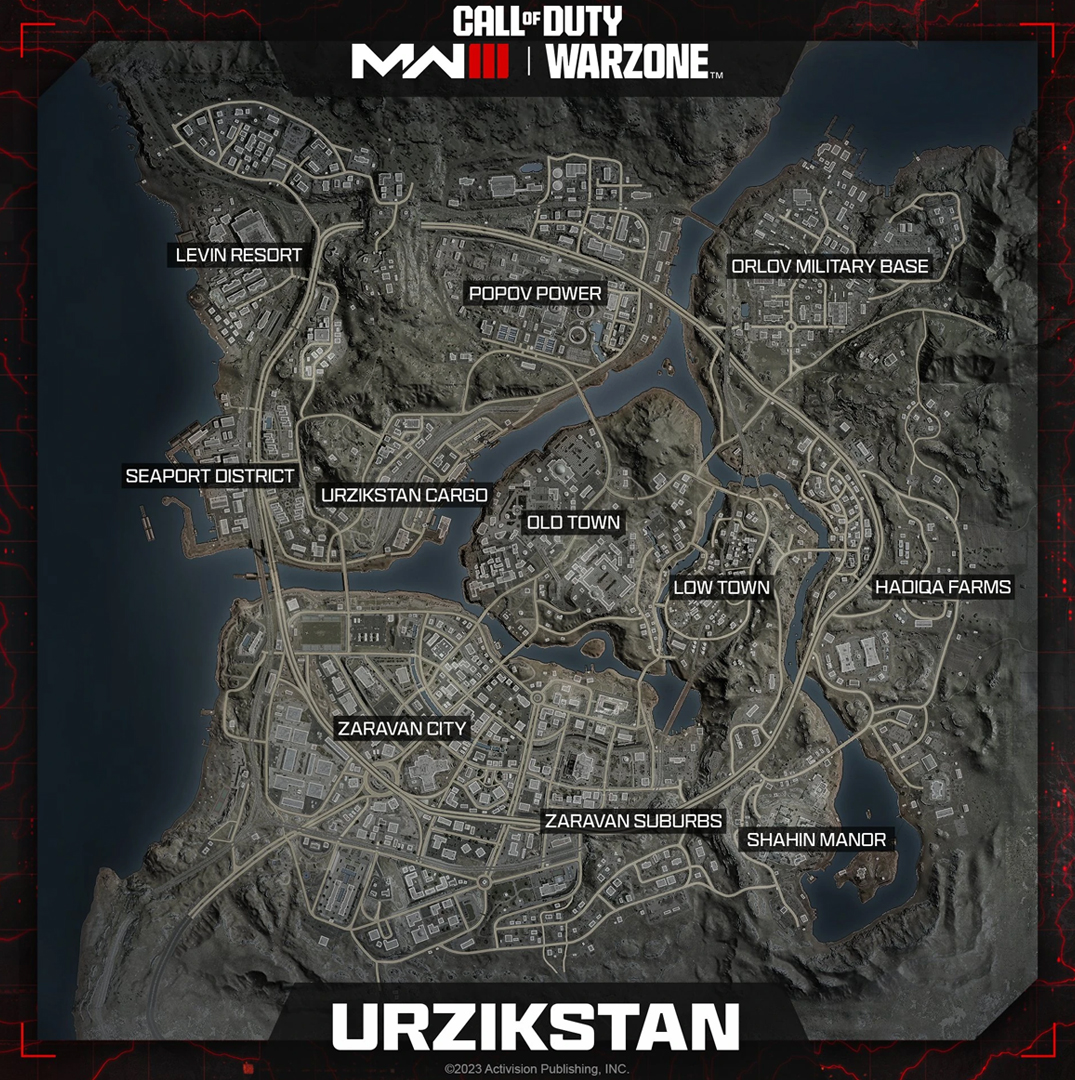 CALL OF DUTY
MWIII | WARZONE™
LEVIN RESORT
ORLOV MILITARY BASE
POPOV POWER
SEAPORT DISTRICT
URZIKSTAN CARGO
OLD TOWN
LOW TOWN
HADIQA FARMS
ZARAVAN CITY
ZARAVAN SUBURBS
SHAHIN MANOR
URZIKSTAN
©2023 Activision Publishing, INC.